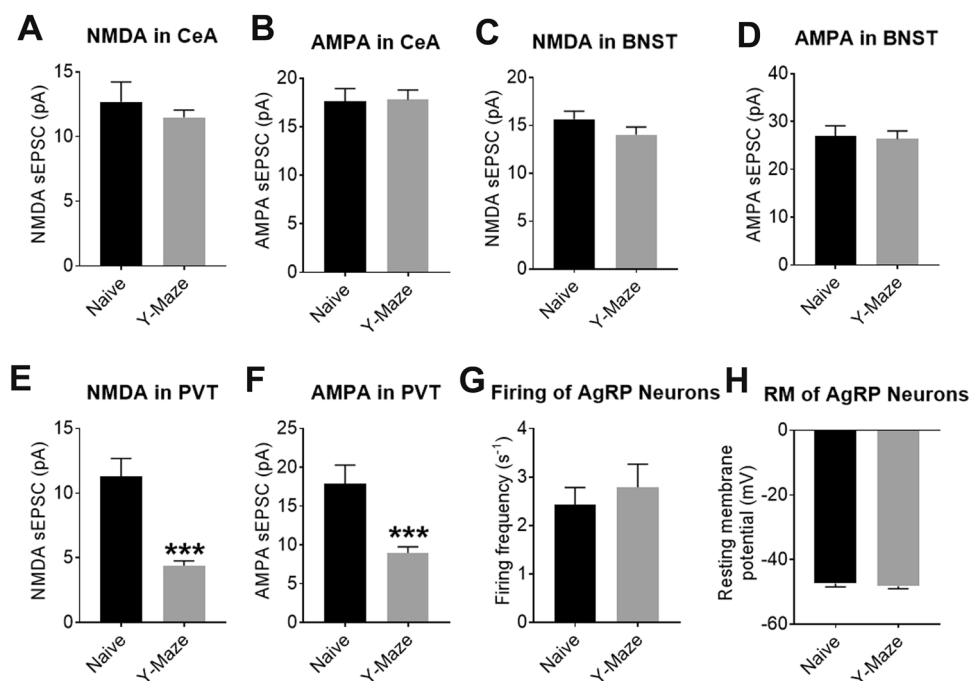 A
NMDA in CeA
NMDA sEPSC (pA)
15
10
5
0
Naive
Y-Maze
B
AMPA in CeA
AMPA sEPSC (pA)
20
15
10
5
0
Naive
Y-Maze
C
NMDA in BNST
NMDA sEPSC (pA)
20
15
10
5
0
Naive
Y-Maze
D
AMPA in BNST
AMPA sEPSC (pA)
40
30
20
10
0
Naive
Y-Maze
E
NMDA in PVT
NMDA sEPSC (pA)
15
10
5
0
***
Naive
Y-Maze
F
AMPA in PVT
AMPA sEPSC (pA)
25
20
15
10
5
0
***
Naive
Y-Maze
G
Firing of AgRP Neurons
Firing frequency (s⁻¹)
4
3
2
1
0
Naive
Y-Maze
H
RM of AgRP Neurons
Resting membrane
potential (mV)
0
-20
-40
-60
Naive
Y-Maze